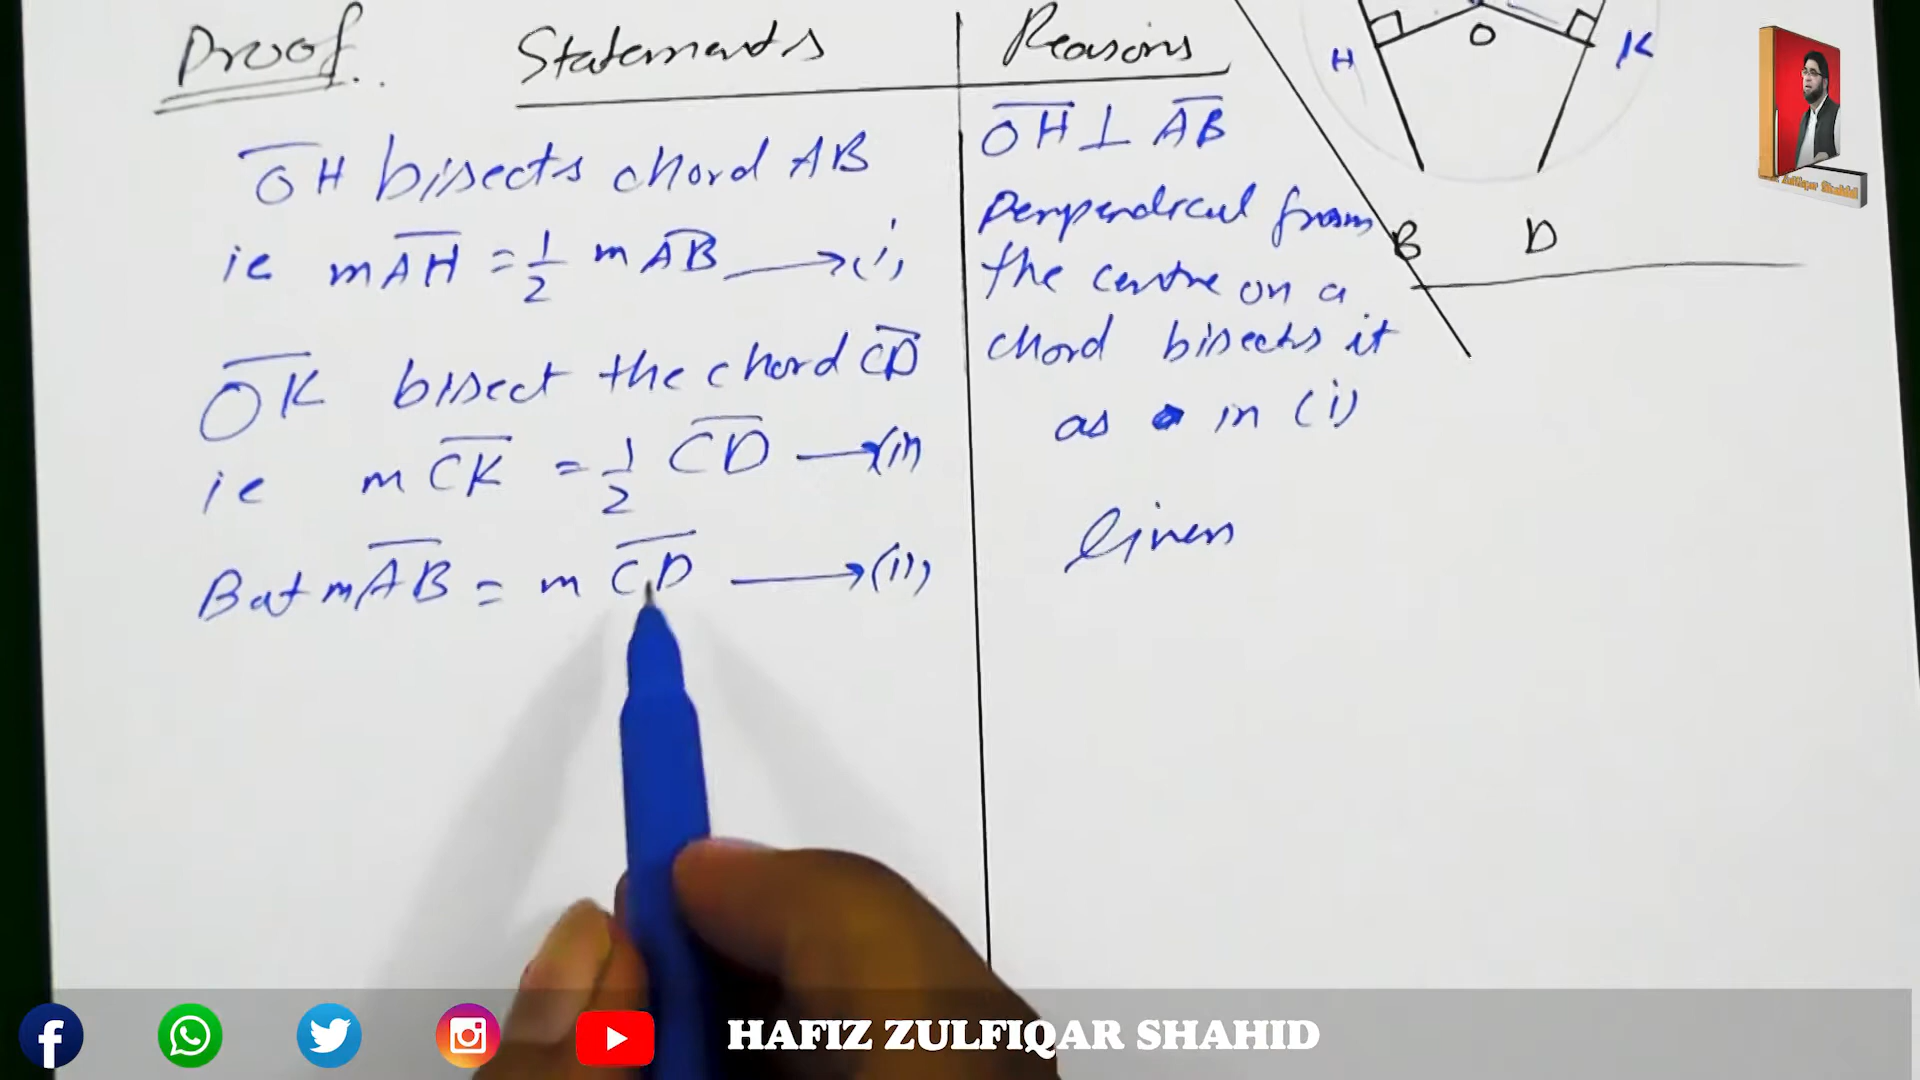 Proof. Statements Reasons
OH bisects chord AB
ie mAH = 1/2 mAB → (i)
OK bisect the chord CD
ie mCK = 1/2 CD → (ii)
But mAB = m CD → (iii)
OH ⊥ AB
Perpendicul from
the centre on a
chord bisects it
as in (i)
Given
H O K
B D
HAFIZ ZULFIQAR SHAHID